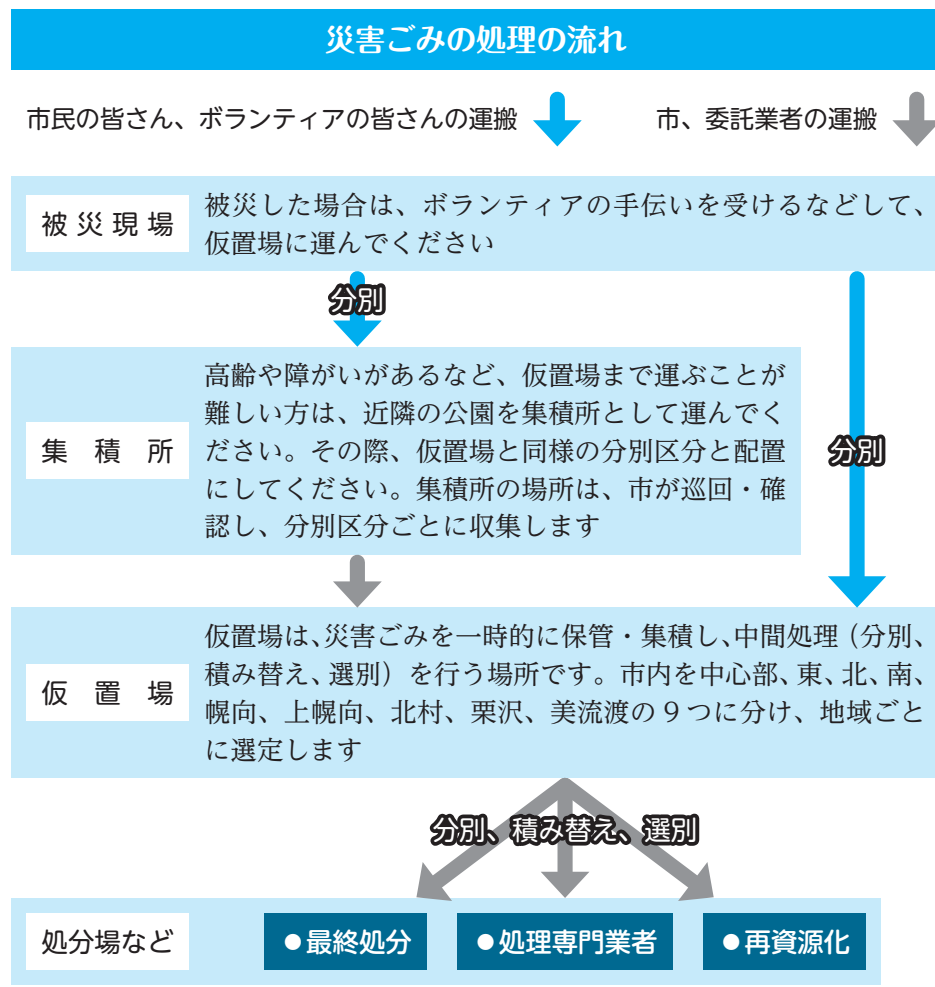 災害ごみの処理の流れ
市民の皆さん、ボランティアの皆さんの運搬
市、委託業者の運搬
被災現場
被災した場合は、ボランティアの手伝いを受けるなどして、
仮置場に運んでください
分別
集積所
高齢や障がいがあるなど、仮置場まで運ぶことが
難しい方は、近隣の公園を集積所として運んでく
ださい。その際、仮置場と同様の分別区分と配置
にしてください。集積所の場所は、市が巡回・確
認し、分別区分ごとに収集します
分別
仮置場
仮置場は、災害ごみを一時的に保管・集積し、中間処理（分別、
積み替え、選別）を行う場所です。市内を中心部、東、北、南、
幌向、上幌向、北村、栗沢、美流渡の9つに分け、地域ごと
に選定します
分別、積み替え、選別
処分場など
●最終処分
●処理専門業者
●再資源化